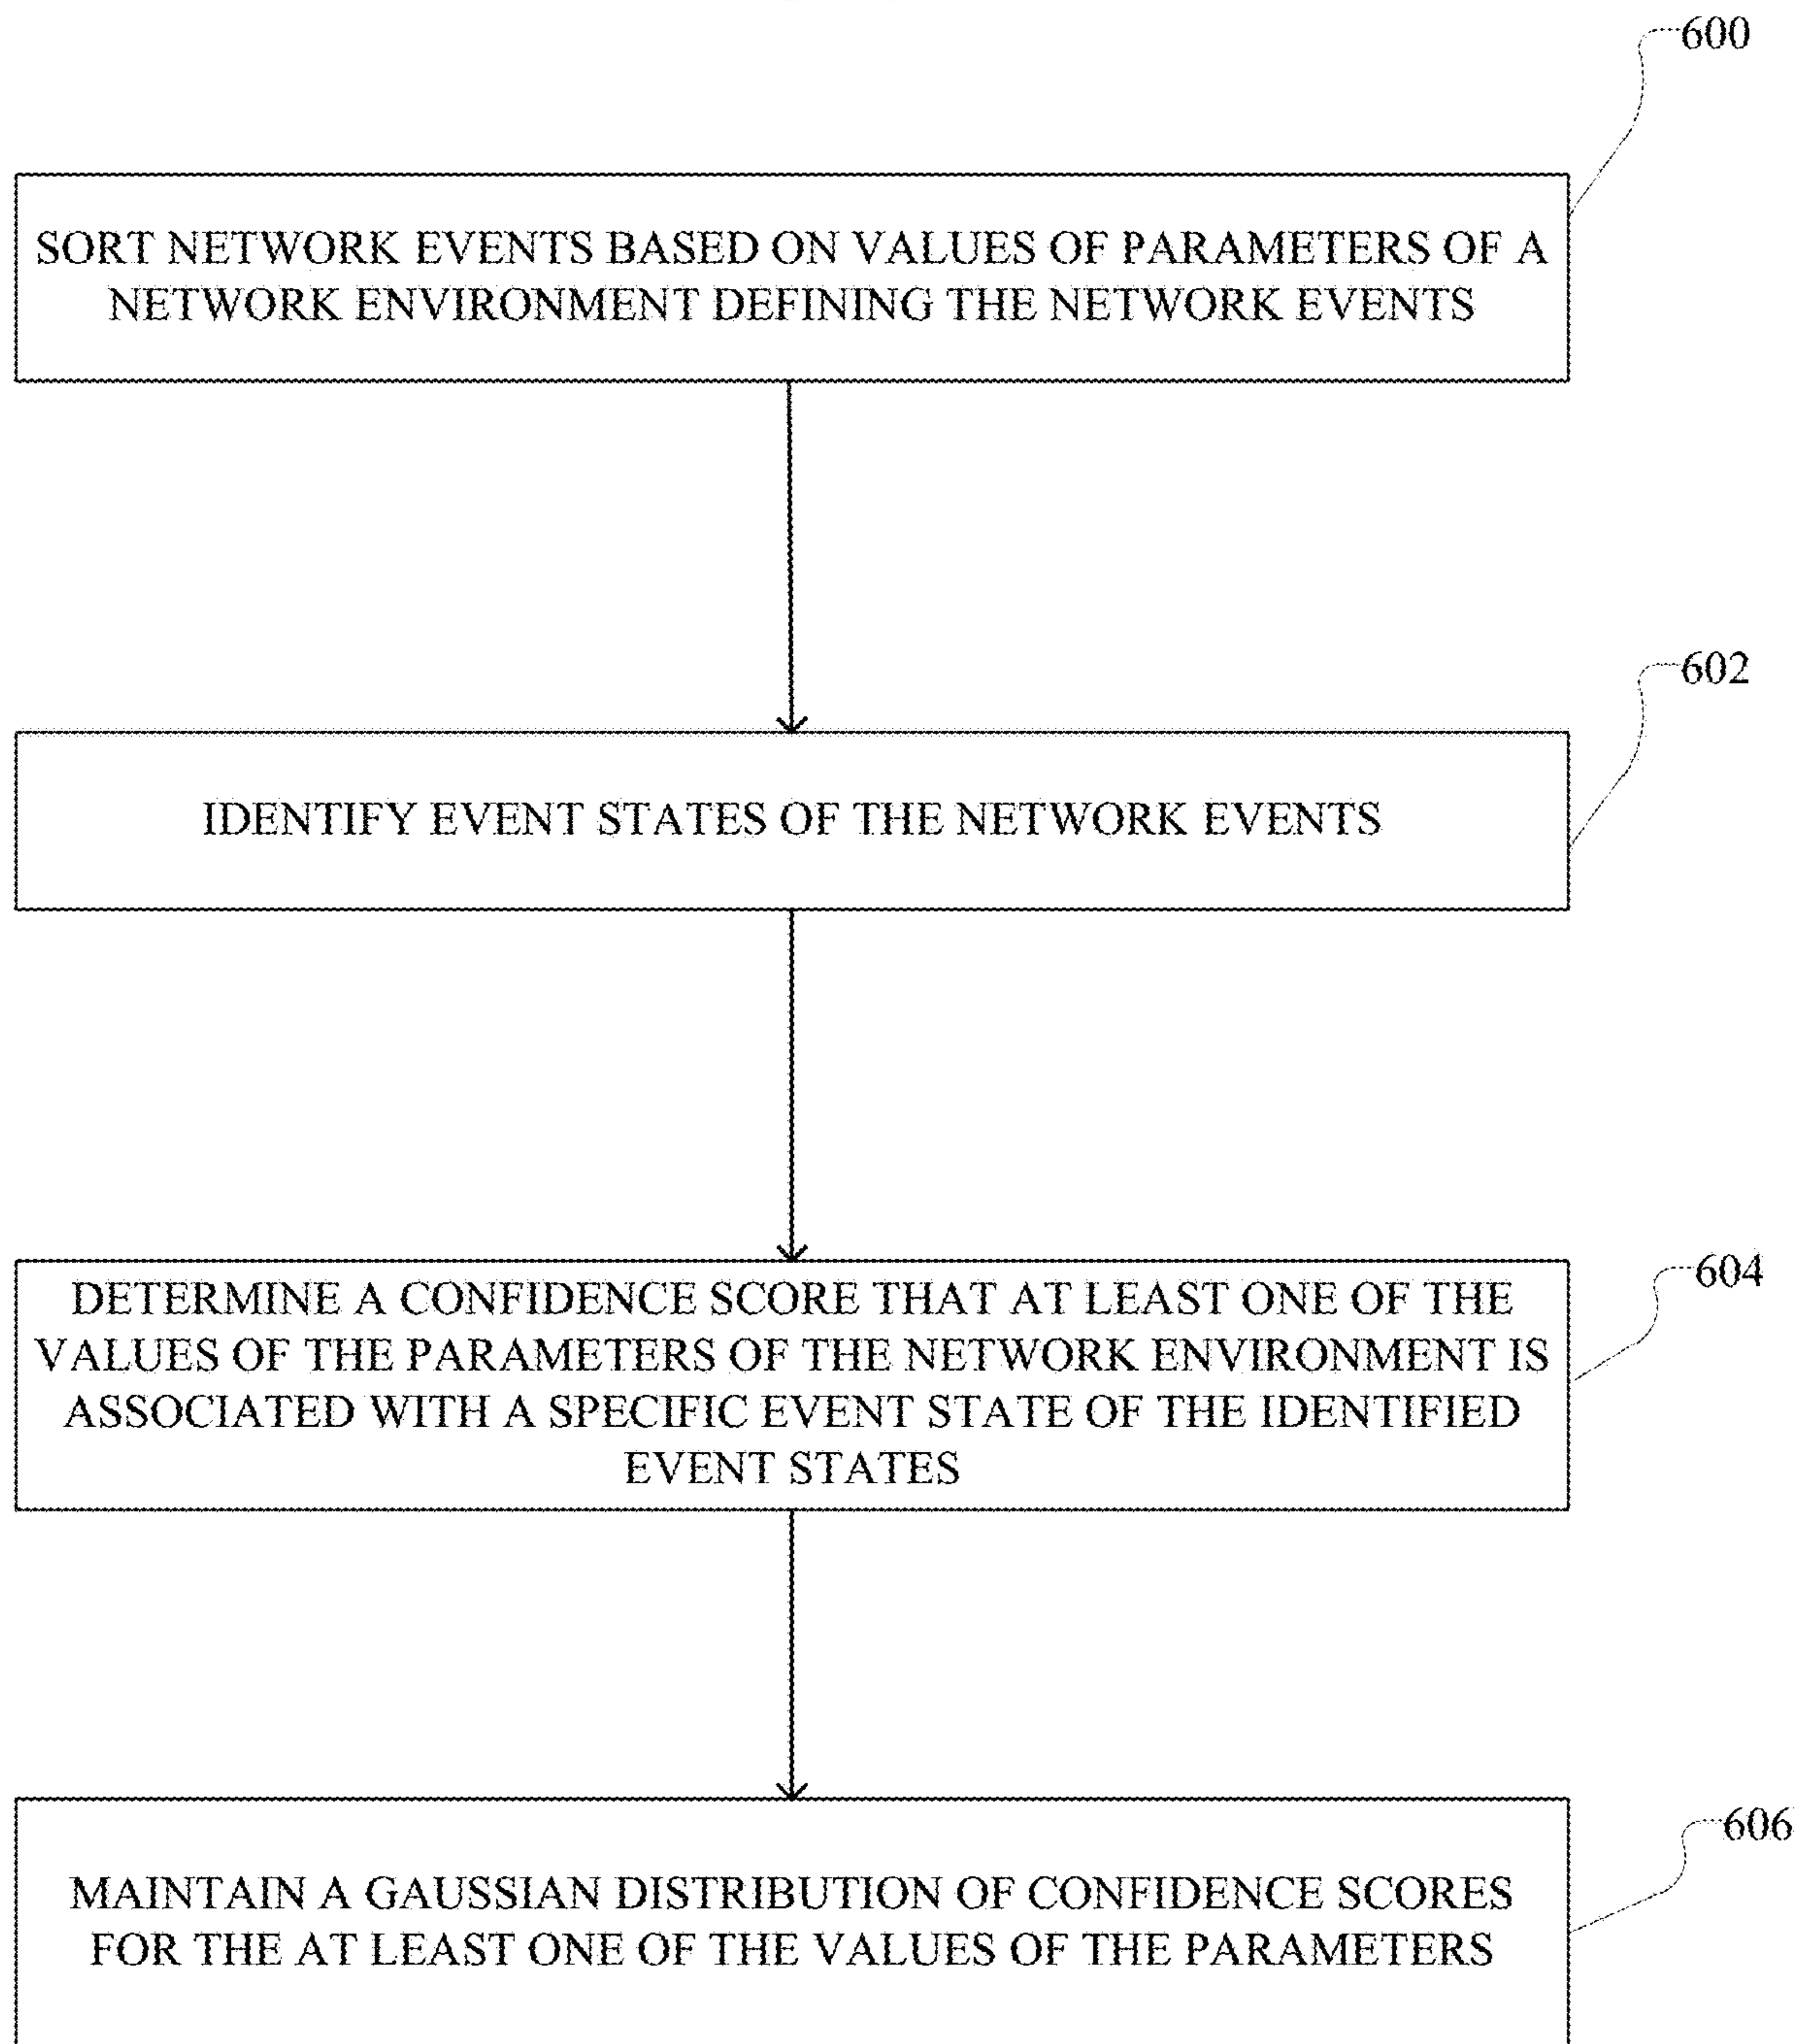 600
SORT NETWORK EVENTS BASED ON VALUES OF PARAMETERS OF A
NETWORK ENVIRONMENT DEFINING THE NETWORK EVENTS
602
IDENTIFY EVENT STATES OF THE NETWORK EVENTS
604
DETERMINE A CONFIDENCE SCORE THAT AT LEAST ONE OF THE
VALUES OF THE PARAMETERS OF THE NETWORK ENVIRONMENT IS
ASSOCIATED WITH A SPECIFIC EVENT STATE OF THE IDENTIFIED
EVENT STATES
606
MAINTAIN A GAUSSIAN DISTRIBUTION OF CONFIDENCE SCORES
FOR THE AT LEAST ONE OF THE VALUES OF THE PARAMETERS